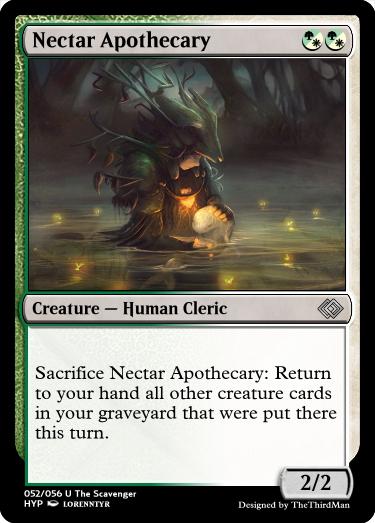 Nectar Apothecary
Creature — Human Cleric
Sacrifice Nectar Apothecary: Return
to your hand all other creature cards
in your graveyard that were put there
this turn.
2/2
052/056 U The Scavenger
HYP LORENNTYR
Designed by TheThirdMan